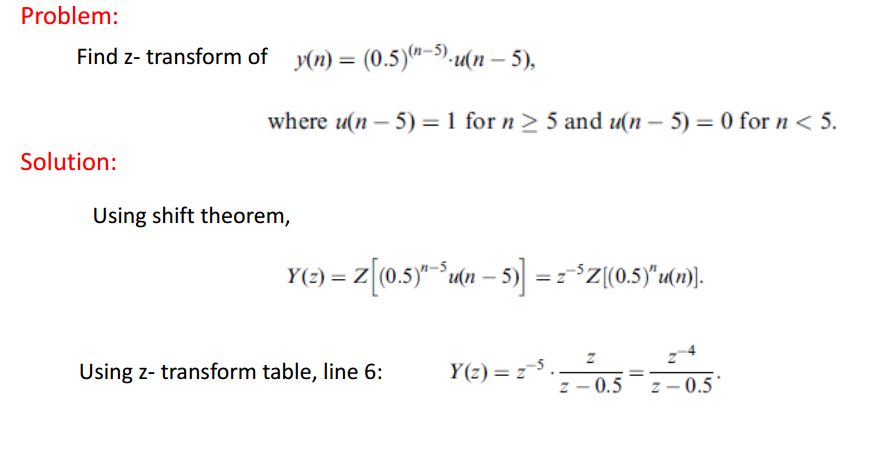 Problem:
Find z- transform of y(n) = (0.5)^(n−5)·u(n − 5),
where u(n − 5) = 1 for n ≥ 5 and u(n − 5) = 0 for n < 5.
Solution:
Using shift theorem,
Y(z) = Z[(0.5)^{n−5}u(n − 5)] = z^{−5}Z[(0.5)^n u(n)].
Using z- transform table, line 6: Y(z) = z^{−5} · z/(z − 0.5) = z^{−4}/(z − 0.5).